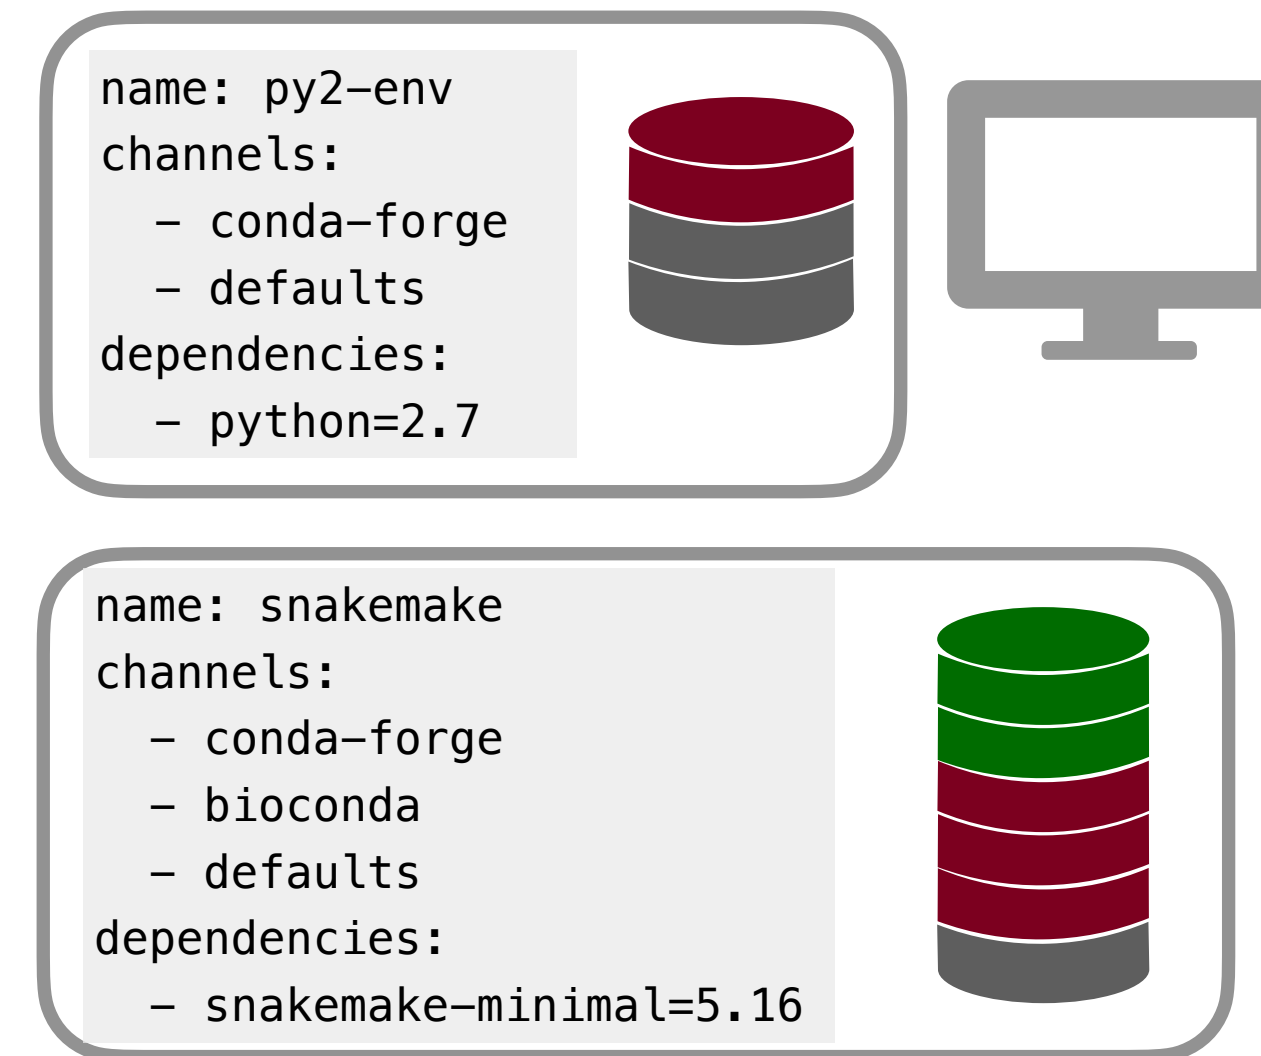 name: py2-env
channels:
  - conda-forge
  - defaults
dependencies:
  - python=2.7
name: snakemake
channels:
  - conda-forge
  - bioconda
  - defaults
dependencies:
  - snakemake-minimal=5.16